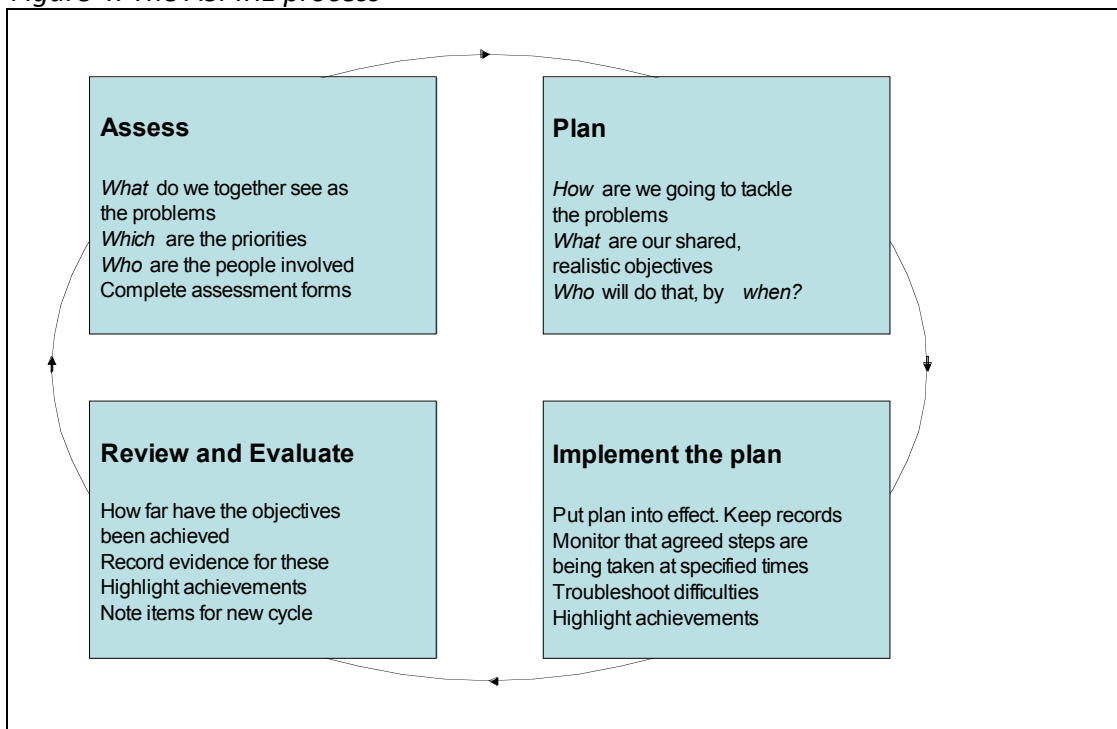 Assess
What do we together see as
the problems
Which are the priorities
Who are the people involved
Complete assessment forms
Plan
How are we going to tackle
the problems
What are our shared,
realistic objectives
Who will do that, by when?
Review and Evaluate
How far have the objectives
been achieved
Record evidence for these
Highlight achievements
Note items for new cycle
Implement the plan
Put plan into effect. Keep records
Monitor that agreed steps are
being taken at specified times
Troubleshoot difficulties
Highlight achievements